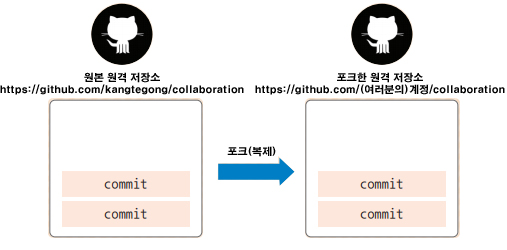 원본 원격 저장소
https://github.com/kangtegong/collaboration
포크한 원격 저장소
https://github.com/(여러분의)계정/collaboration
포크(복제)
commit
commit
commit
commit